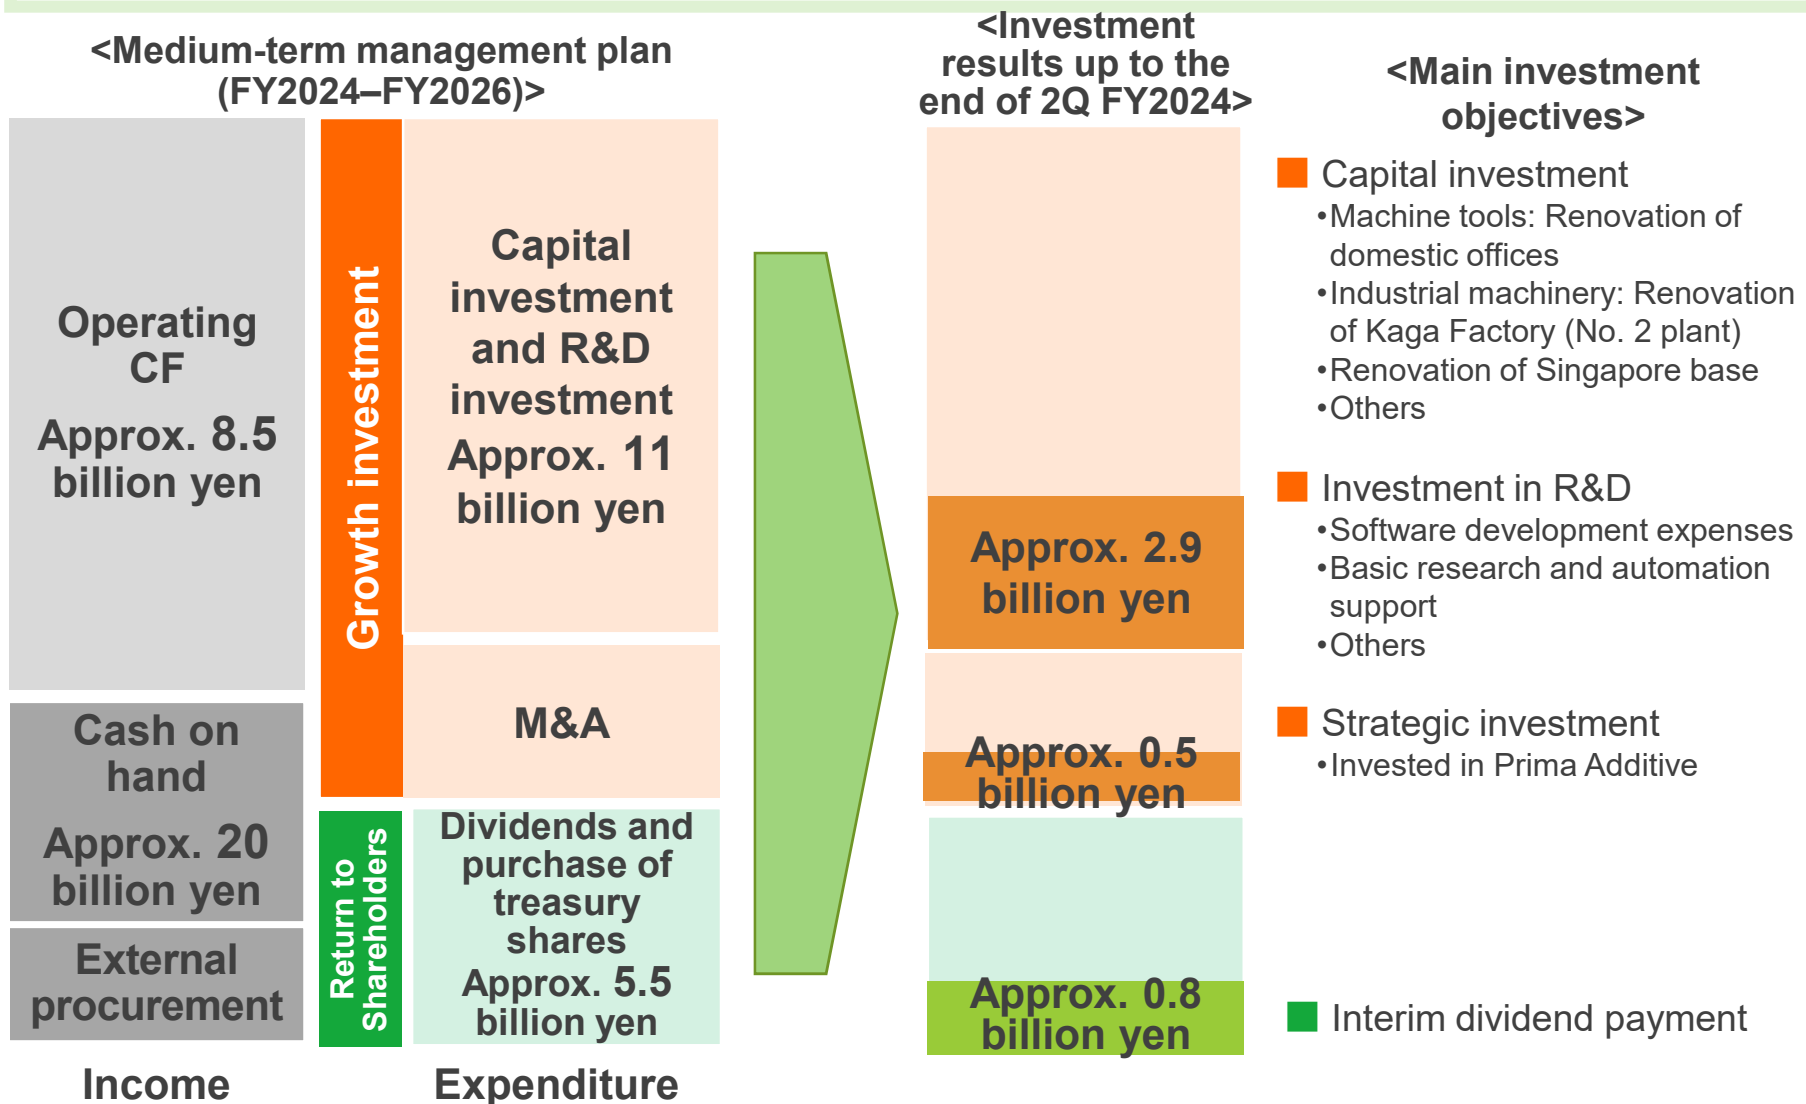 <Medium-term management plan
(FY2024–FY2026)>
<Investment
results up to the
end of 2Q FY2024>
<Main investment
objectives>
Operating
CF
Approx. 8.5
billion yen
Cash on
hand
Approx. 20
billion yen
External
procurement
Income
Growth investment
Return to
Shareholders
Capital
investment
and R&D
investment
Approx. 11
billion yen
M&A
Dividends and
purchase of
treasury
shares
Approx. 5.5
billion yen
Expenditure
Approx. 2.9
billion yen
Approx. 0.5
billion yen
Approx. 0.8
billion yen
Capital investment
•Machine tools: Renovation of
domestic offices
•Industrial machinery: Renovation
of Kaga Factory (No. 2 plant)
•Renovation of Singapore base
•Others
Investment in R&D
•Software development expenses
•Basic research and automation
support
•Others
Strategic investment
•Invested in Prima Additive
Interim dividend payment